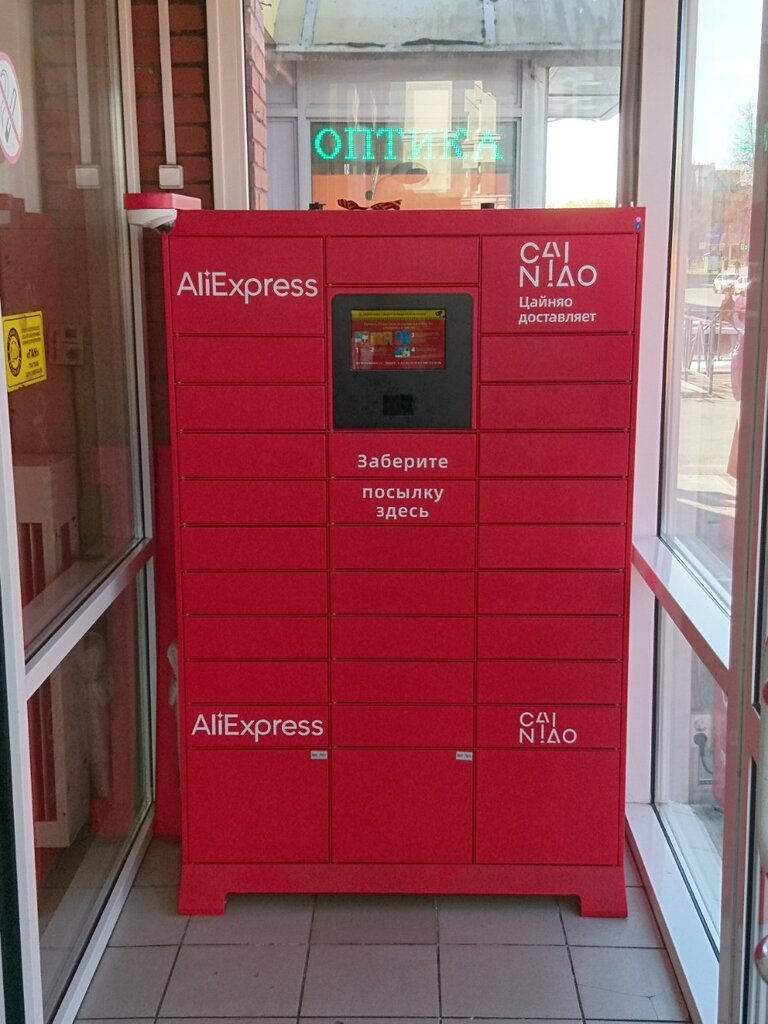 ОПТИКА
AliExpress
CAI
NIAO
Цайняо
доставляет
Заберите
посылку
здесь
AliExpress
CAI
NIAO